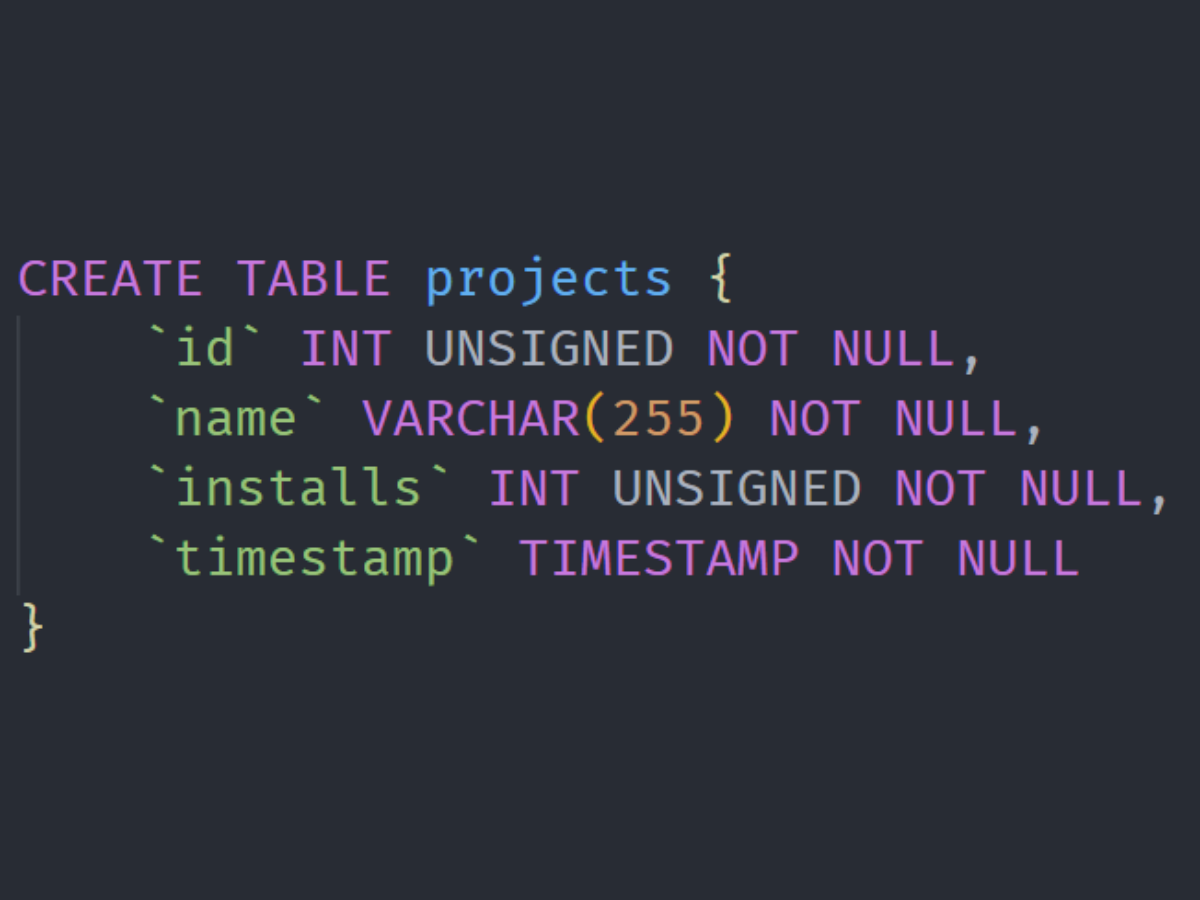 CREATE TABLE projects {
    `id` INT UNSIGNED NOT NULL,
    `name` VARCHAR(255) NOT NULL,
    `installs` INT UNSIGNED NOT NULL,
    `timestamp` TIMESTAMP NOT NULL
}